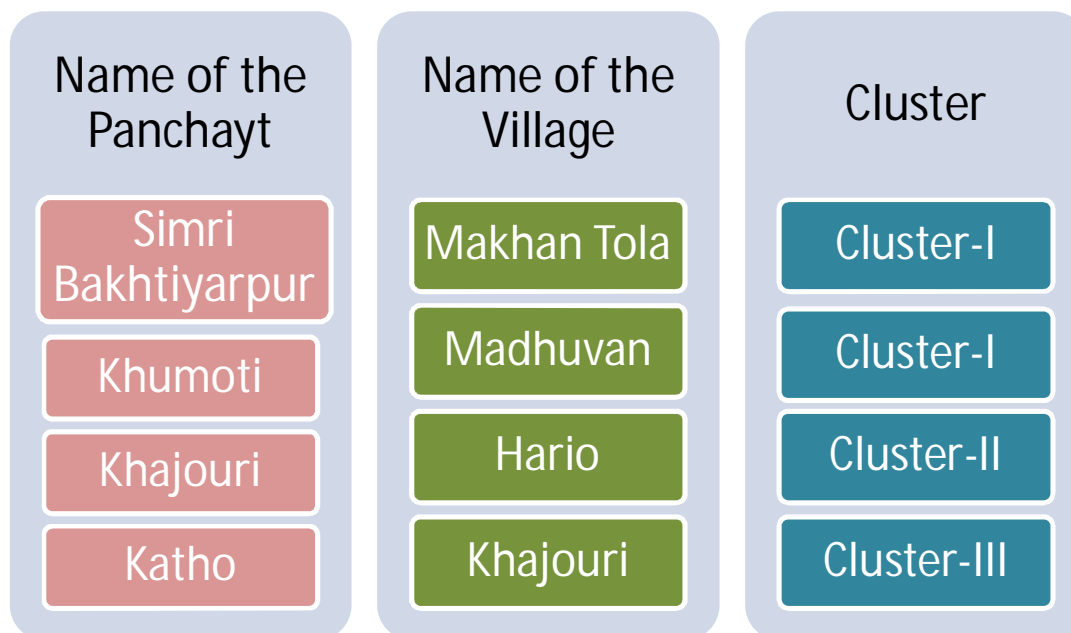 Name of the
Panchayt
Simri
Bakhtiyarpur
Khumoti
Khajouri
Katho
Name of the
Village
Makhan Tola
Madhuvan
Hario
Khajouri
Cluster
Cluster-I
Cluster-I
Cluster-II
Cluster-III